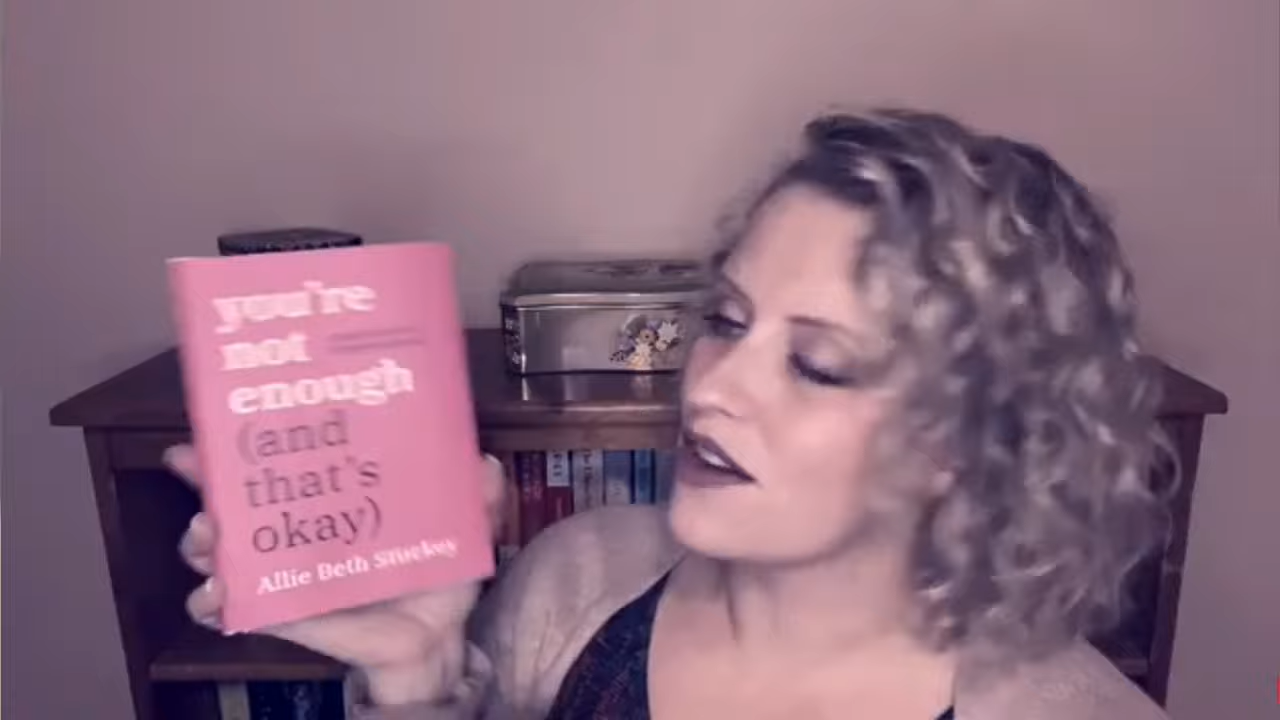 you're
not
enough
(and
that's
okay)
Allie Beth Stuckey